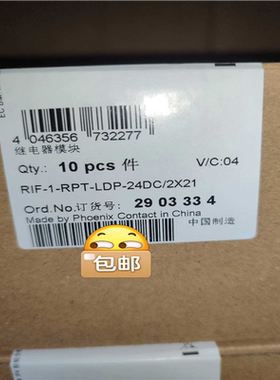 4 046356 732277
继电器模块
Qty.: 10 pcs 件 V/C:04
RIF-1-RPT-LDP-24DC/2X21
Ord.No.订货号: 29 03 33 4
Made by Phoenix Contact in China
中国制造
包邮